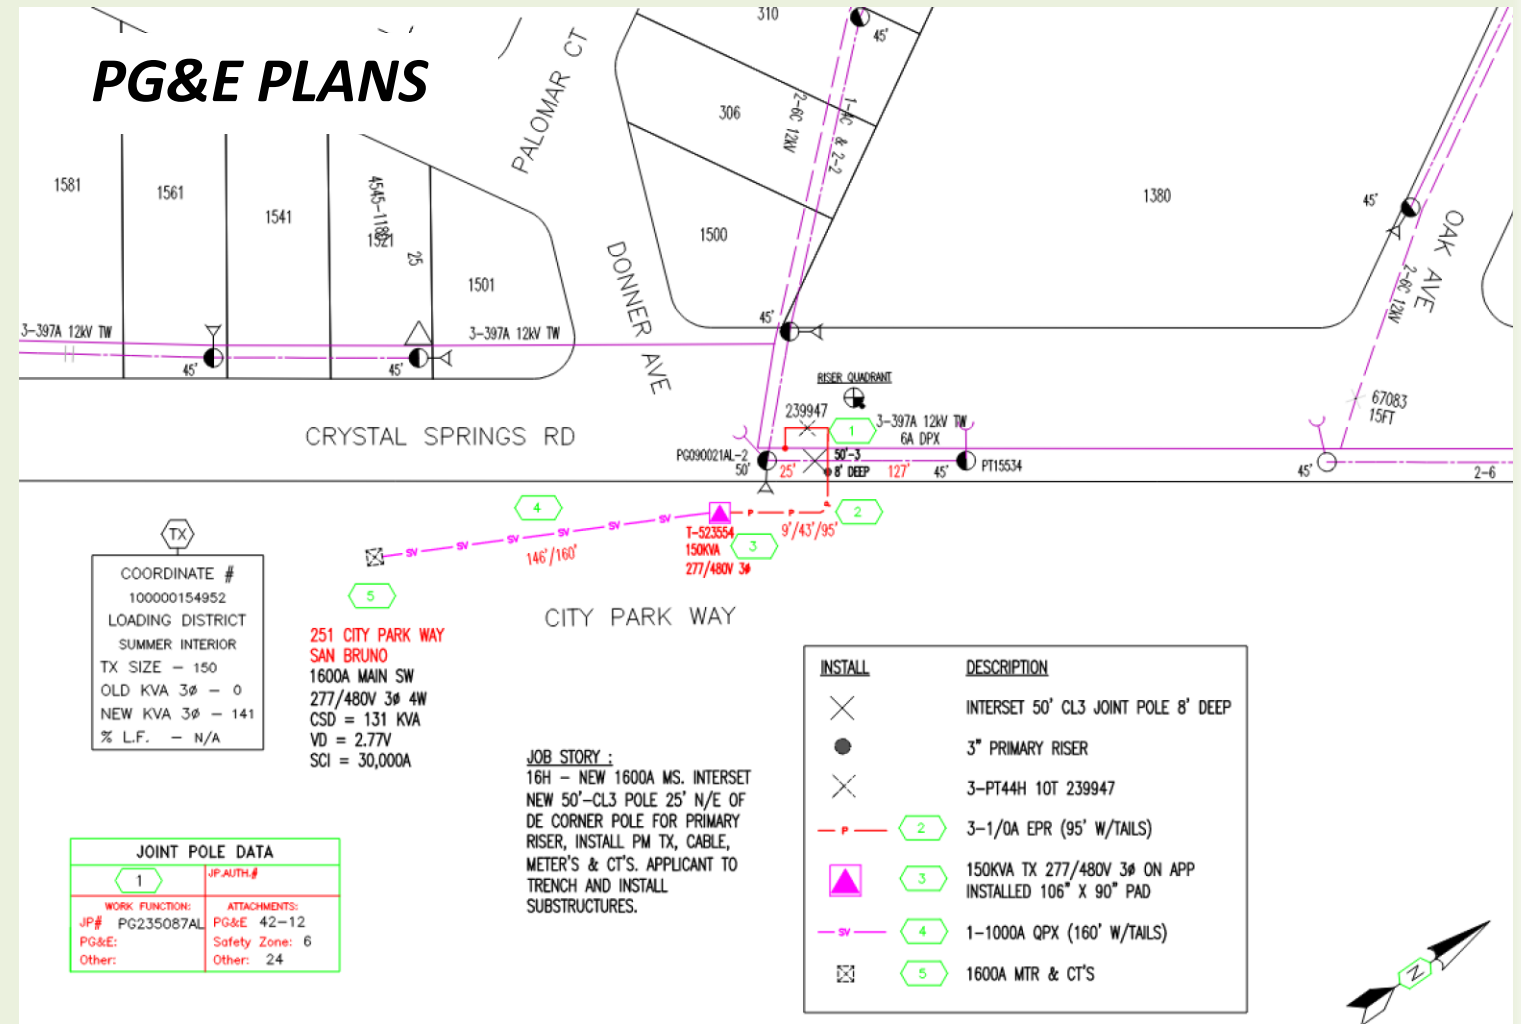 PG&E PLANS
310
45'
PALOMAR CT
306
2-6C 12KV
1-4C & 2-2
1581
1561
1541
4545-1182
1521
25
1501
1500
1380
45'
OAK AVE
2-6C 12KV
DONNER AVE
3-397A 12kV TW
3-397A 12kV TW
45'
45'
45'
RISER QUADRANT
239947
1
3-397A 12kV TW
6A DPX
67083
15FT
CRYSTAL SPRINGS RD
PG090021AL-2
50'
25'
50'-3
8' DEEP
127'
45'
PT15534
45'
2-6
4
SV SV SV SV SV
146'/160'
P P P
2
9'/43'/95'
T-523554
150KVA
277/480V 3ø
3
5
CITY PARK WAY
TX
COORDINATE #
100000154952
LOADING DISTRICT
SUMMER INTERIOR
TX SIZE – 150
OLD KVA 3ø – 0
NEW KVA 3ø – 141
% L.F. – N/A
251 CITY PARK WAY
SAN BRUNO
1600A MAIN SW
277/480V 3ø 4W
CSD = 131 KVA
VD = 2.77V
SCI = 30,000A
JOB STORY :
16H – NEW 1600A MS. INTERSET
NEW 50'-CL3 POLE 25' N/E OF
DE CORNER POLE FOR PRIMARY
RISER, INSTALL PM TX, CABLE,
METER'S & CT'S. APPLICANT TO
TRENCH AND INSTALL
SUBSTRUCTURES.
INSTALL DESCRIPTION
INTERSET 50' CL3 JOINT POLE 8' DEEP
3" PRIMARY RISER
3-PT44H 10T 239947
P 2 3-1/0A EPR (95' W/TAILS)
3 150KVA TX 277/480V 3ø ON APP
INSTALLED 106" X 90" PAD
SV 4 1-1000A QPX (160' W/TAILS)
5 1600A MTR & CT'S
JOINT POLE DATA
1 JP.AUTH.#
WORK FUNCTION: ATTACHMENTS:
JP# PG235087AL PG&E 42-12
PG&E: Safety Zone: 6
Other: Other: 24
N